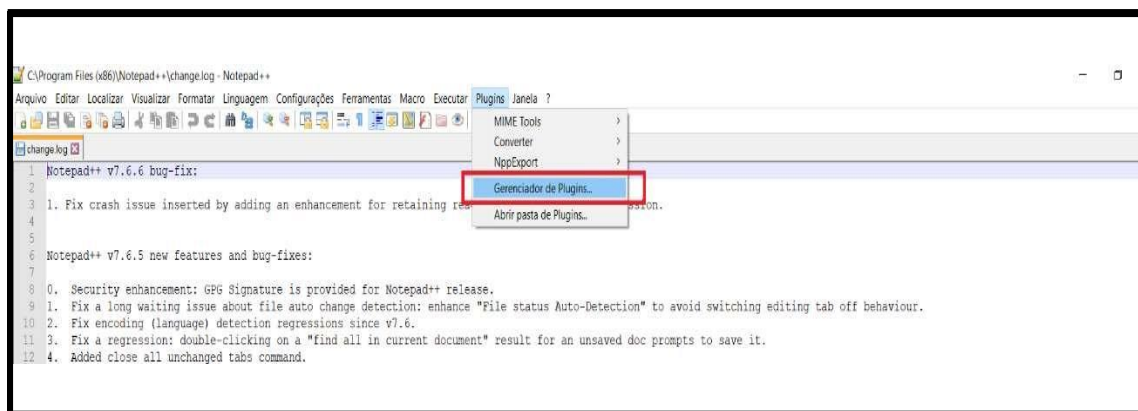 C:\Program Files (x86)\Notepad++\change.log - Notepad++
Arquivo Editar Localizar Visualizar Formatar Linguagem Configurações Ferramentas Macro Executar Plugins Janela ?
MIME Tools
Converter
NppExport
Gerenciador de Plugins...
Abrir pasta de Plugins...
change.log
1 Notepad++ v7.6.6 bug-fix:
2
3 1. Fix crash issue inserted by adding an enhancement for retaining
4
5
6 Notepad++ v7.6.5 new features and bug-fixes:
7
8 0. Security enhancement: GPG Signature is provided for Notepad++ release.
9 1. Fix a long waiting issue about file auto change detection: enhance "File status Auto-Detection" to avoid switching editing tab off behaviour.
10 2. Fix encoding (language) detection regressions since v7.6.
11 3. Fix a regression: double-clicking on a "find all in current document" result for an unsaved doc prompts to save it.
12 4. Added close all unchanged tabs command.